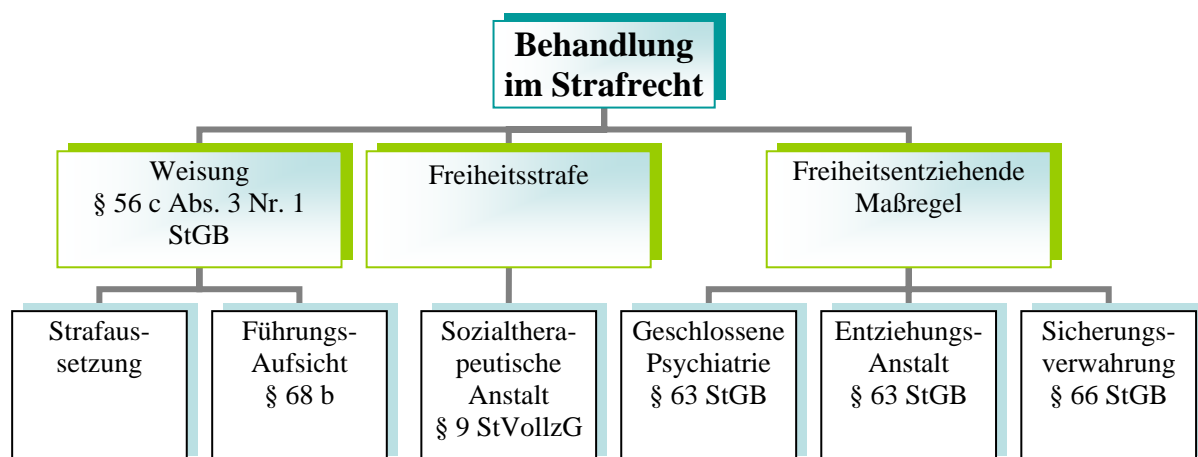 Behandlung
im Strafrecht
Weisung
§ 56 c Abs. 3 Nr. 1
StGB
Freiheitsstrafe
Freiheitsentziehende
Maßregel
Strafaus-
setzung
Führungs-
Aufsicht
§ 68 b
Sozialthera-
peutische
Anstalt
§ 9 StVollzG
Geschlossene
Psychiatrie
§ 63 StGB
Entziehungs-
Anstalt
§ 63 StGB
Sicherungs-
verwahrung
§ 66 StGB